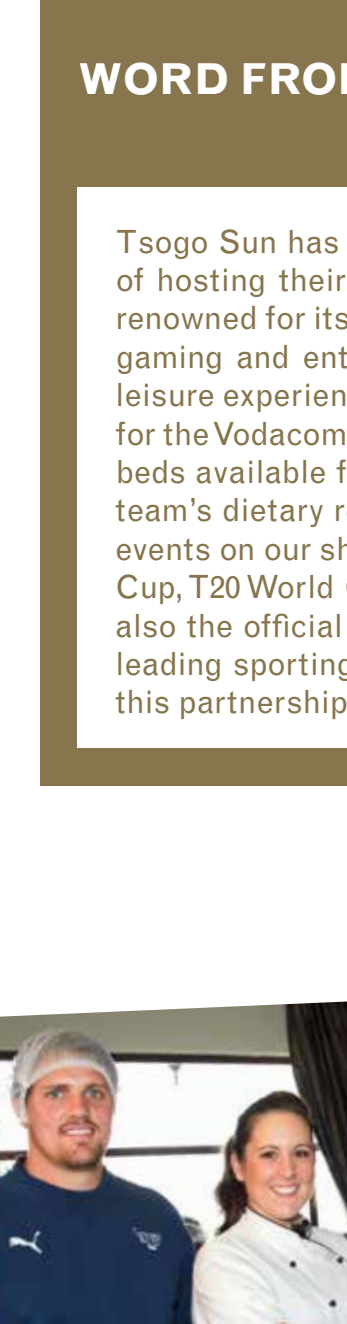 WORD FRO
Tsogo Sun has
of hosting their
renowned for its
gaming and ent
leisure experien
for the Vodacom
beds available f
team’s dietary r
events on our sh
Cup, T20 World
also the official
leading sporting
this partnership